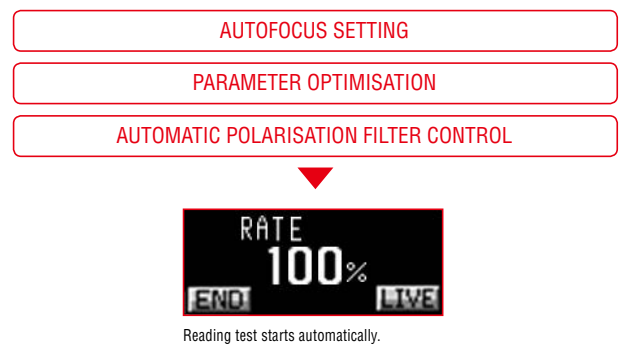 AUTOFOCUS SETTING
PARAMETER OPTIMISATION
AUTOMATIC POLARISATION FILTER CONTROL
RATE
100%
END LIVE
Reading test starts automatically.